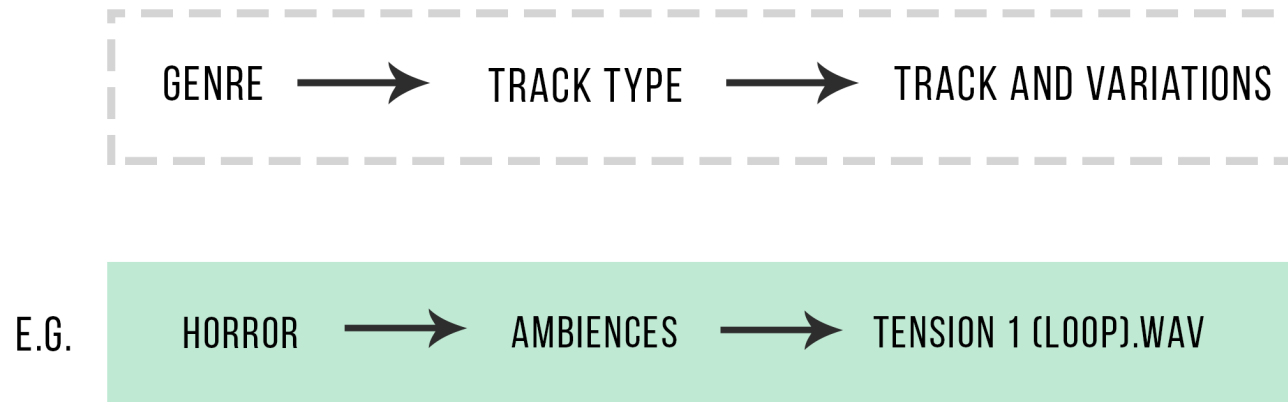 GENRE TRACK TYPE TRACK AND VARIATIONS
E.G. HORROR AMBIENCES TENSION 1 (LOOP).WAV